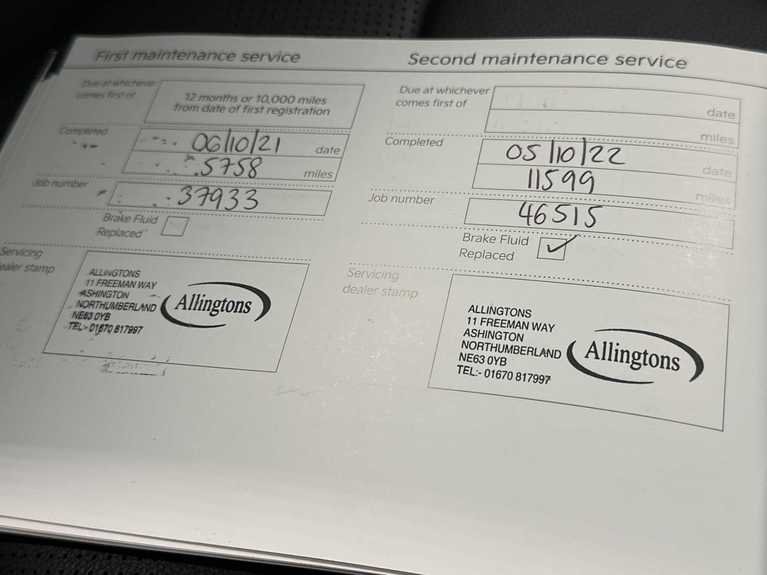 First maintenance service
Due at whichever
comes first of
12 months or 10,000 miles
from date of first registration
Completed
06/10/21 date
5758 miles
Job number
37933
Brake Fluid
Replaced
Servicing
dealer stamp
ALLINGTONS
11 FREEMAN WAY
ASHINGTON
NORTHUMBERLAND
NE63 0YB
TEL:- 01670 817997
Allingtons
Second maintenance service
Due at whichever
comes first of
date
miles
Completed
05/10/22 date
11599 miles
Job number
46515
Brake Fluid
Replaced ✓
Servicing
dealer stamp
ALLINGTONS
11 FREEMAN WAY
ASHINGTON
NORTHUMBERLAND
NE63 0YB
TEL:- 01670 817997
Allingtons